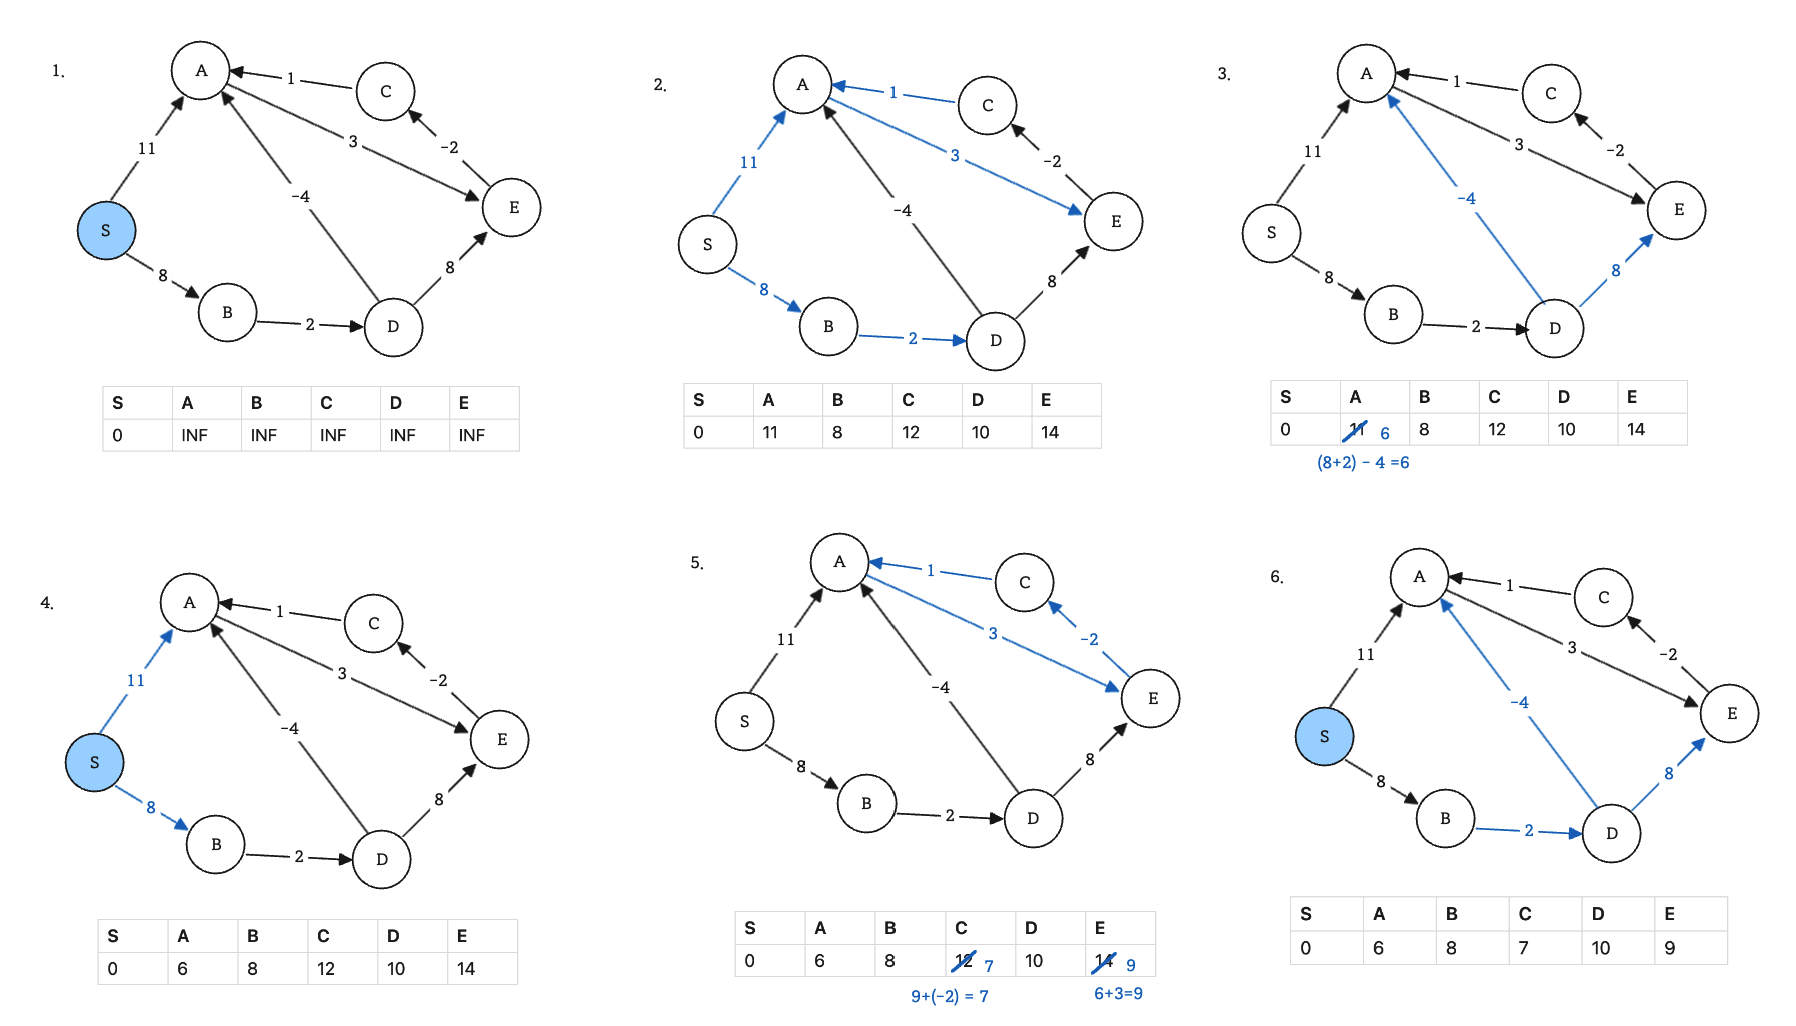 1.
A
1
C
11
3
-2
-4
E
S
8
8
B
2
D
S A B C D E
0 INF INF INF INF INF
2.
A
1
C
11
3
-2
-4
E
S
8
8
B
2
D
S A B C D E
0 11 8 12 10 14
3.
A
1
C
11
3
-2
-4
E
S
8
8
B
2
D
S A B C D E
0 11 6 8 12 10 14
(8+2) - 4 =6
4.
A
1
C
11
3
-2
-4
E
S
8
8
B
2
D
S A B C D E
0 6 8 12 10 14
5.
A
1
C
11
3
-2
-4
E
S
8
8
B
2
D
S A B C D E
0 6 8 12 7 10 14 9
9+(-2) = 7 6+3=9
6.
A
1
C
11
3
-2
-4
E
S
8
8
B
2
D
S A B C D E
0 6 8 7 10 9